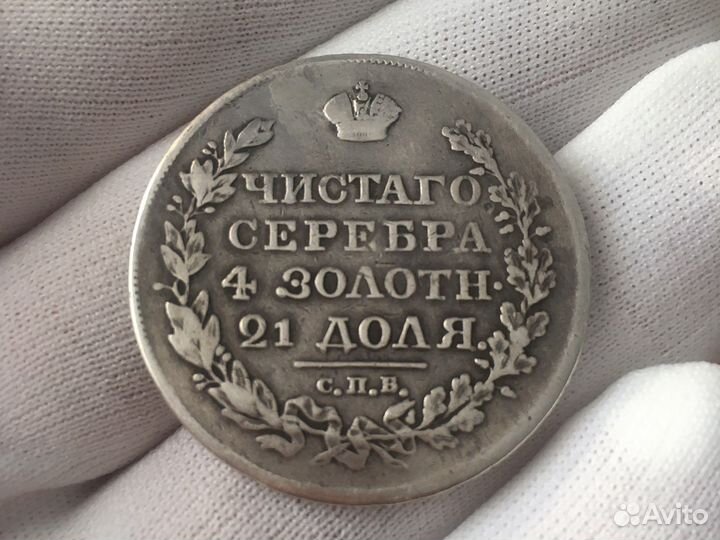 ЧИСТАГО
СЕРЕБРА
4 ЗОЛОТН·
21 ДОЛЯ.
С.П.Б.
Avito